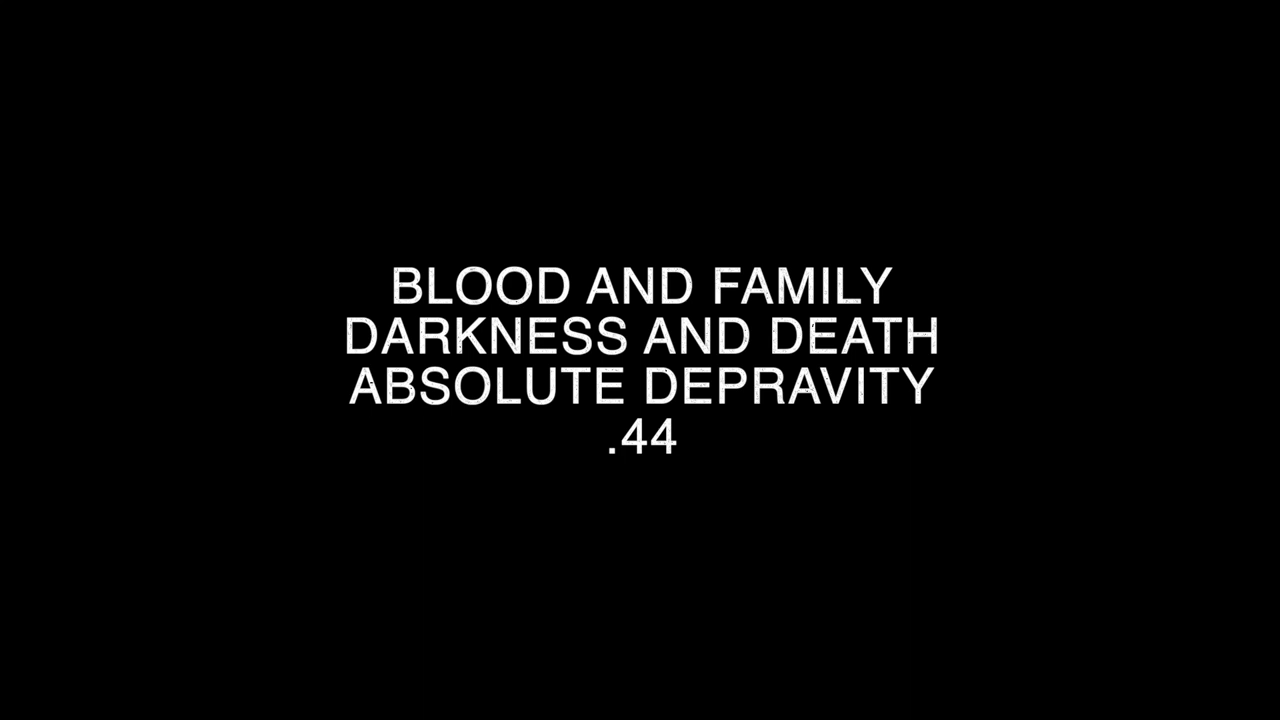 BLOOD AND FAMILY
DARKNESS AND DEATH
ABSOLUTE DEPRAVITY
.44